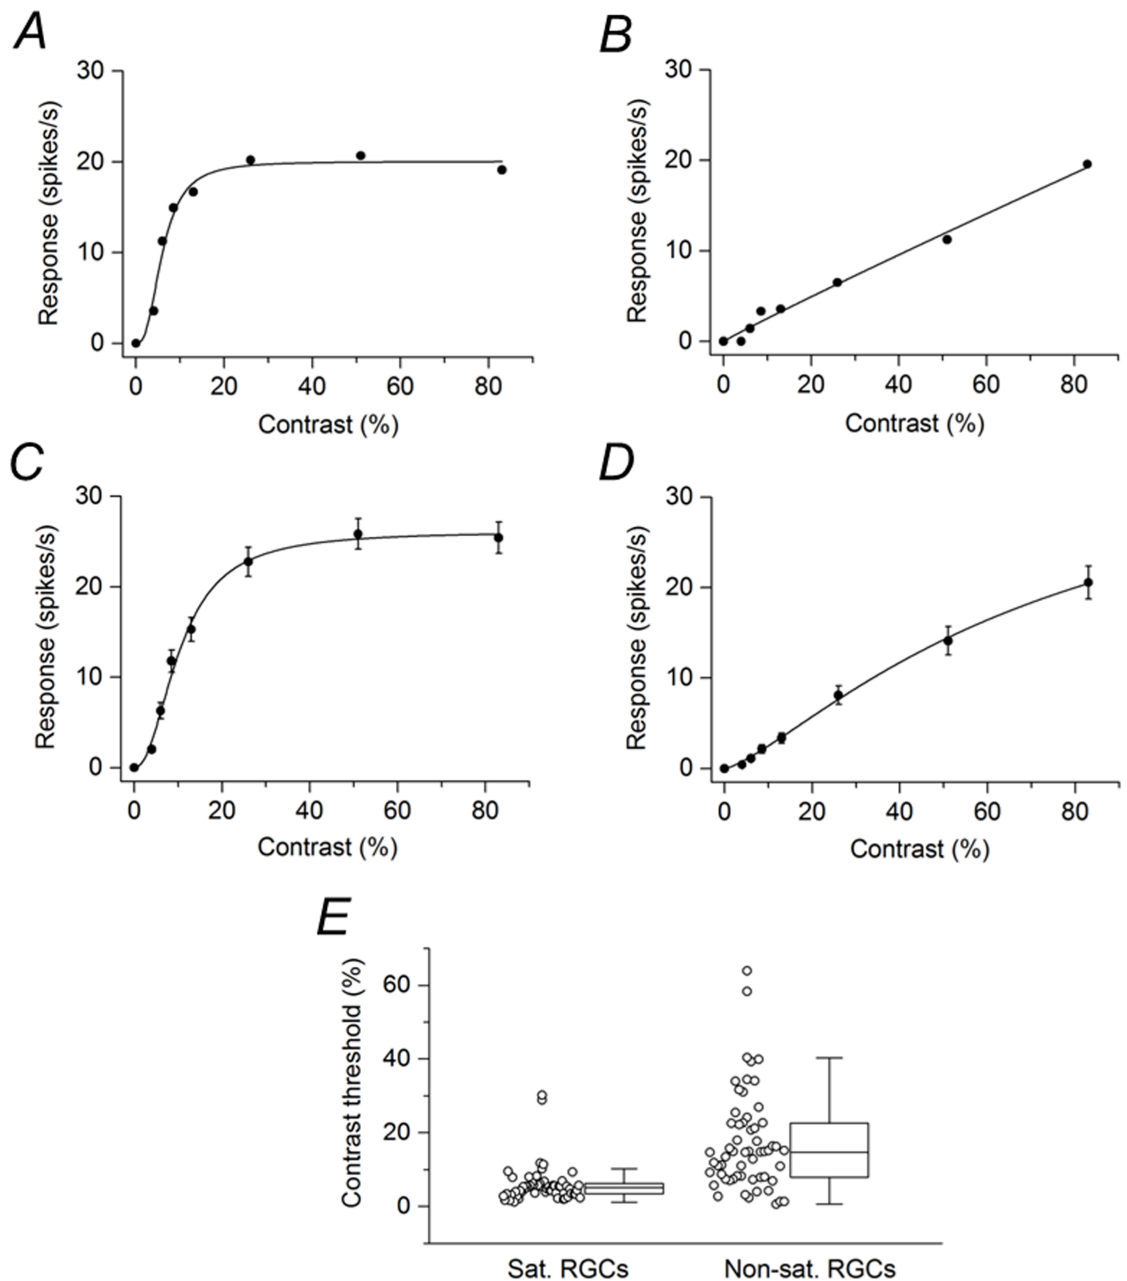 A
B
30
20
10
0
Response (spikes/s)
0 20 40 60 80
Contrast (%)
30
20
10
0
Response (spikes/s)
0 20 40 60 80
Contrast (%)
C
D
30
20
10
0
Response (spikes/s)
0 20 40 60 80
Contrast (%)
30
20
10
0
Response (spikes/s)
0 20 40 60 80
Contrast (%)
E
60
40
20
0
Contrast threshold (%)
Sat. RGCs Non-sat. RGCs